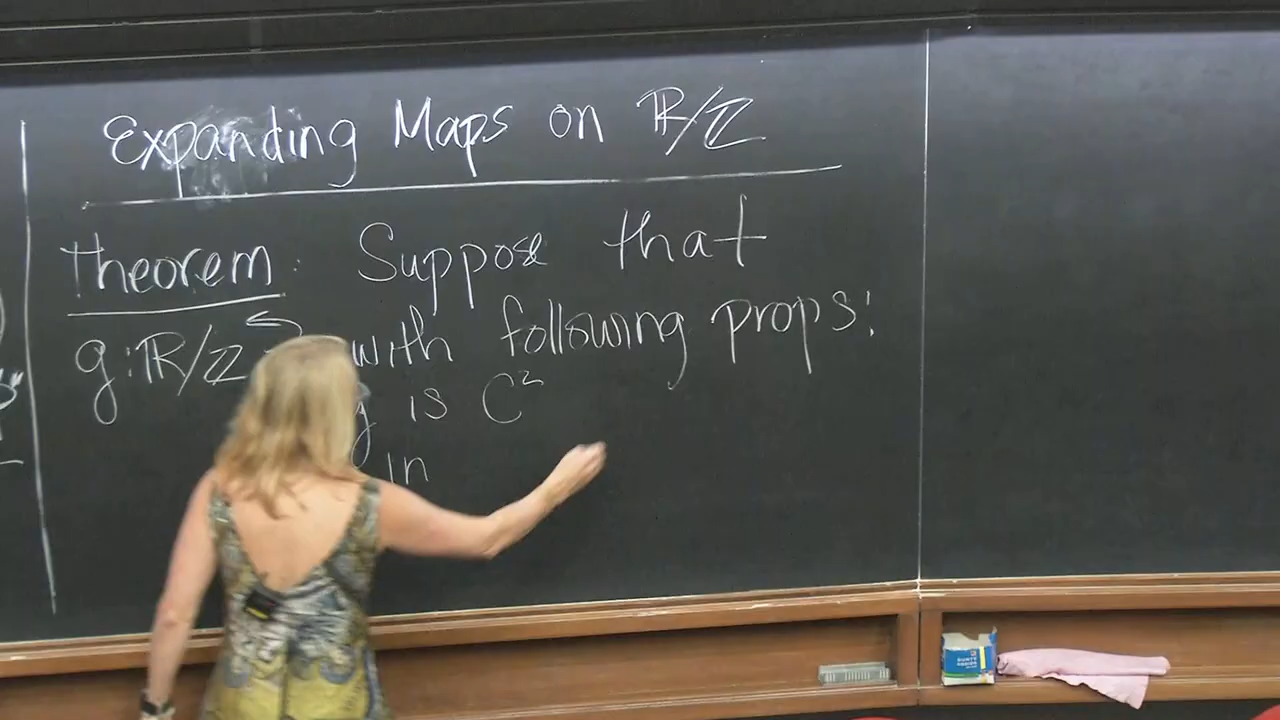 Expanding Maps on ℝ/ℤ
Theorem: Suppose that
g: ℝ/ℤ with following props:
g is C²
in